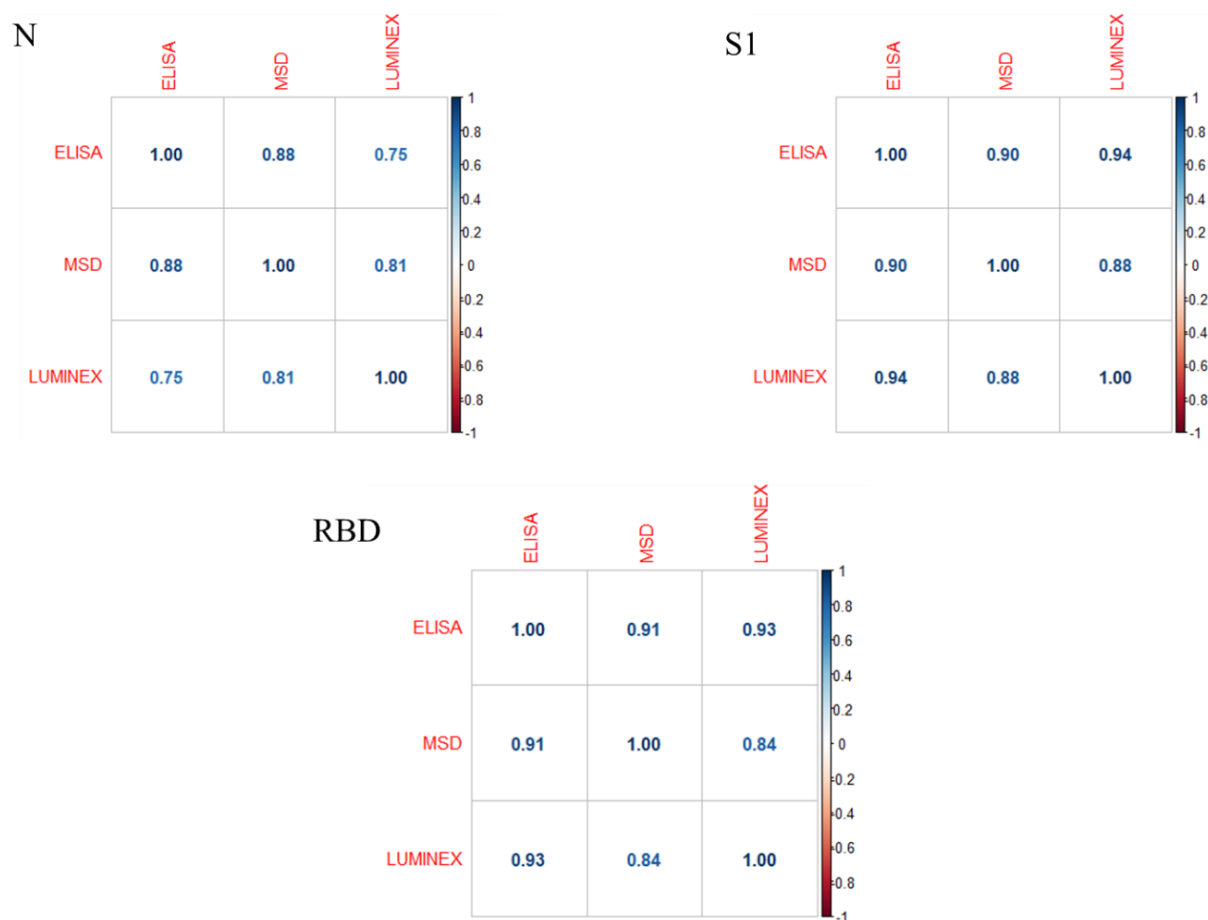 N
ELISA MSD LUMINEX
ELISA 1.00 0.88 0.75
MSD 0.88 1.00 0.81
LUMINEX 0.75 0.81 1.00
1
0.8
0.6
0.4
0.2
0
-0.2
-0.4
-0.6
-0.8
-1
S1
ELISA MSD LUMINEX
ELISA 1.00 0.90 0.94
MSD 0.90 1.00 0.88
LUMINEX 0.94 0.88 1.00
1
0.8
0.6
0.4
0.2
0
-0.2
-0.4
-0.6
-0.8
-1
RBD
ELISA MSD LUMINEX
ELISA 1.00 0.91 0.93
MSD 0.91 1.00 0.84
LUMINEX 0.93 0.84 1.00
1
0.8
0.6
0.4
0.2
0
-0.2
-0.4
-0.6
-0.8
-1